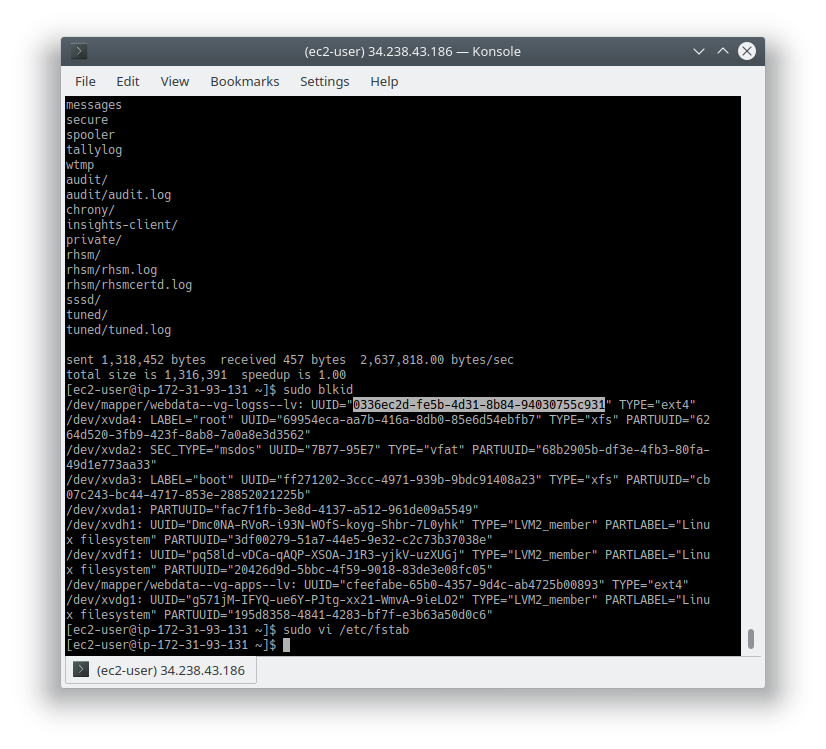 (ec2-user) 34.238.43.186 — Konsole
File Edit View Bookmarks Settings Help
messages
secure
spooler
tallylog
wtmp
audit/
audit/audit.log
chrony/
insights-client/
private/
rhsm/
rhsm/rhsm.log
rhsm/rhsmcertd.log
sssd/
tuned/
tuned/tuned.log
sent 1,318,452 bytes  received 457 bytes  2,637,818.00 bytes/sec
total size is 1,316,391  speedup is 1.00
[ec2-user@ip-172-31-93-131 ~]$ sudo blkid
/dev/mapper/webdata--vg-logss--lv: UUID="0336ec2d-fe5b-4d31-8b84-94030755c931" TYPE="ext4"
/dev/xvda4: LABEL="root" UUID="69954eca-aa7b-416a-8db0-85e6d54ebfb7" TYPE="xfs" PARTUUID="62
64d520-3fb9-423f-8ab8-7a0a8e3d3562"
/dev/xvda2: SEC_TYPE="msdos" UUID="7B77-95E7" TYPE="vfat" PARTUUID="68b2905b-df3e-4fb3-80fa-
49d1e773aa33"
/dev/xvda3: LABEL="boot" UUID="ff271202-3ccc-4971-939b-9bdc91408a23" TYPE="xfs" PARTUUID="cb
07c243-bc44-4717-853e-28852021225b"
/dev/xvda1: PARTUUID="fac7f1fb-3e8d-4137-a512-961de09a5549"
/dev/xvdh1: UUID="Dmc0NA-RVoR-i93N-WOfS-koyg-Shbr-7L0yhk" TYPE="LVM2_member" PARTLABEL="Linu
x filesystem" PARTUUID="3df00279-51a7-44e5-9e32-c2c73b37038e"
/dev/xvdf1: UUID="pq58ld-vDCa-qAQP-XSOA-J1R3-yjkV-uzXUGj" TYPE="LVM2_member" PARTLABEL="Linu
x filesystem" PARTUUID="20426d9d-5bbc-4f59-9018-83de3e08fc05"
/dev/mapper/webdata--vg-apps--lv: UUID="cfeefabe-65b0-4357-9d4c-ab4725b00893" TYPE="ext4"
/dev/xvdg1: UUID="g571jM-IFYQ-ue6Y-PJtg-xx21-WmvA-9ieLO2" TYPE="LVM2_member" PARTLABEL="Linu
x filesystem" PARTUUID="195d8358-4841-4283-bf7f-e3b63a50d0c6"
[ec2-user@ip-172-31-93-131 ~]$ sudo vi /etc/fstab
[ec2-user@ip-172-31-93-131 ~]$
(ec2-user) 34.238.43.186